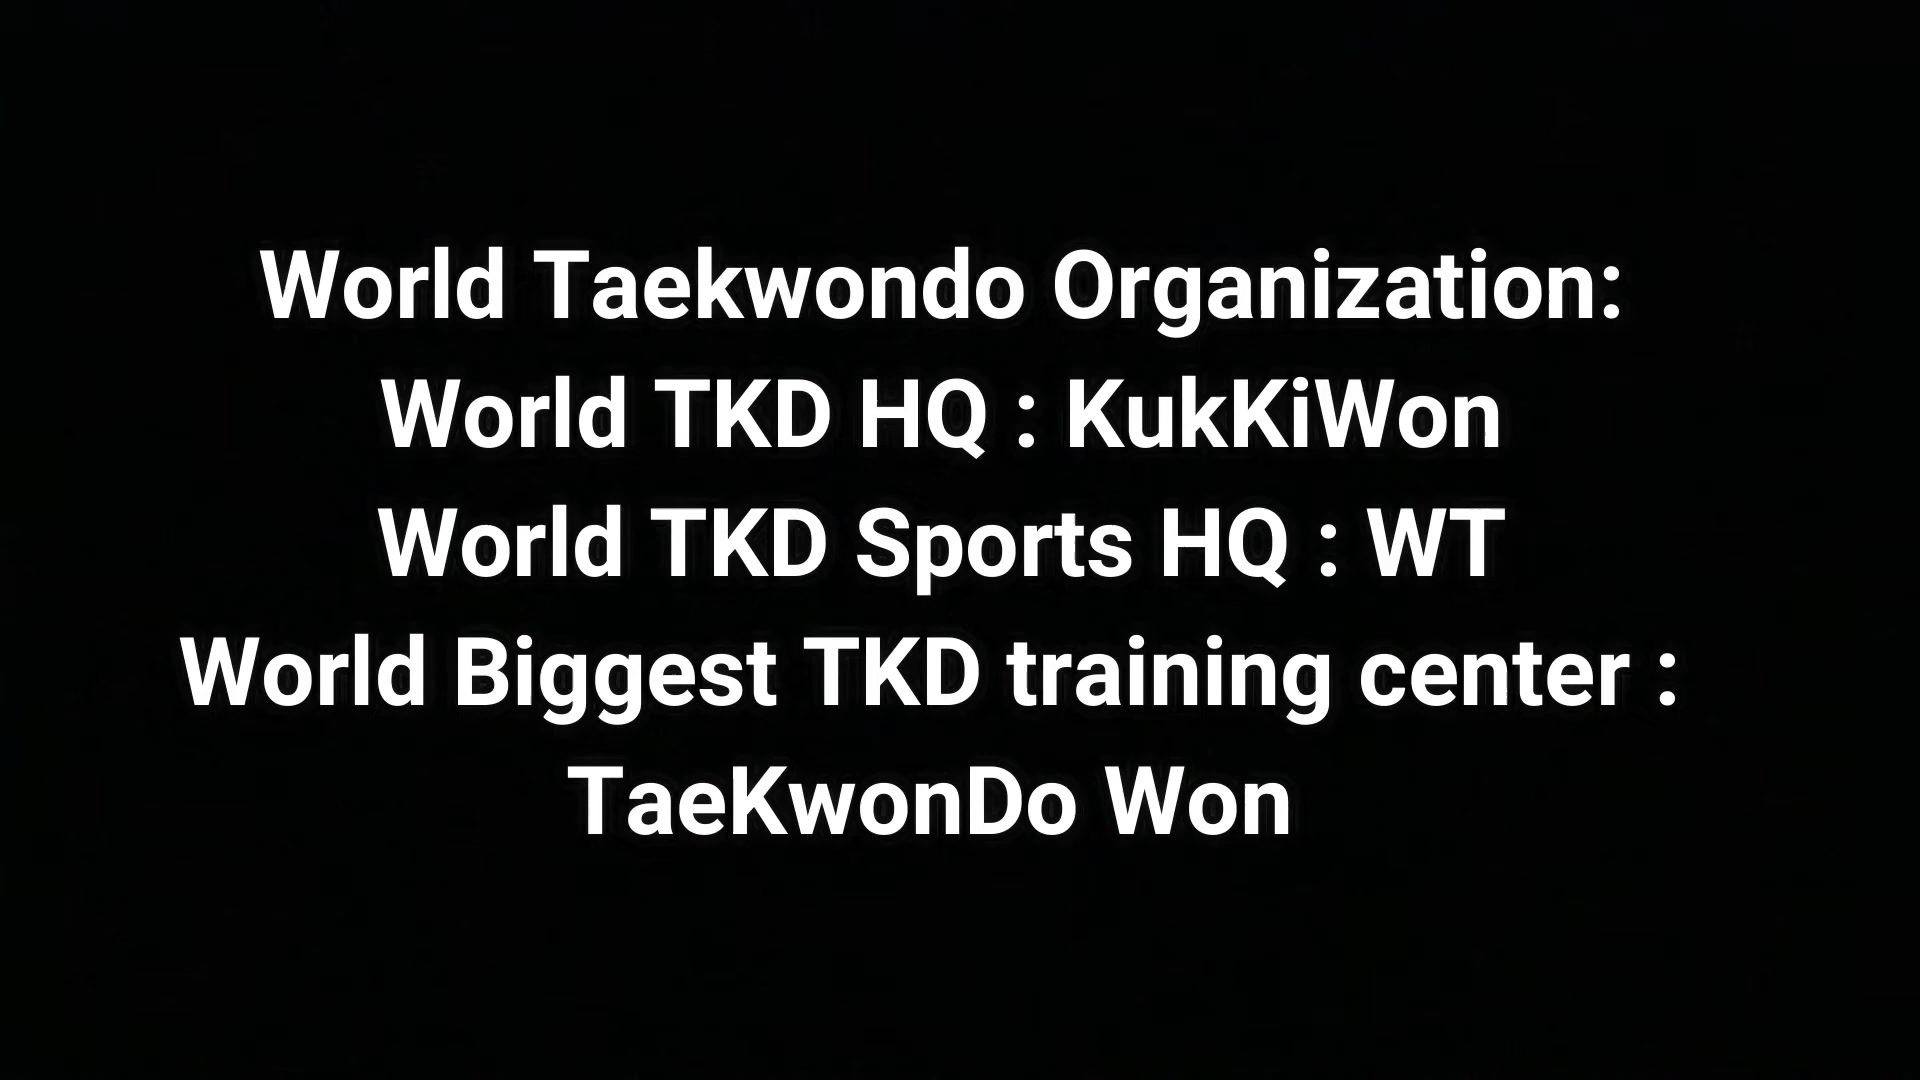 World Taekwondo Organization:
World TKD HQ : KukKiWon
World TKD Sports HQ : WT
World Biggest TKD training center :
TaeKwonDo Won